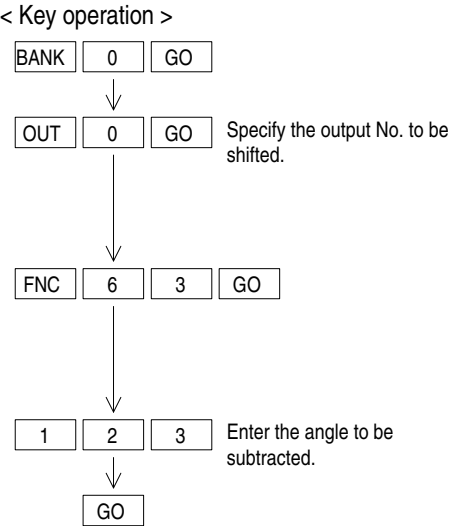 < Key operation >
BANK 0 GO
OUT 0 GO Specify the output No. to be
shifted.
FNC 6 3 GO
1 2 3 Enter the angle to be
subtracted.
GO